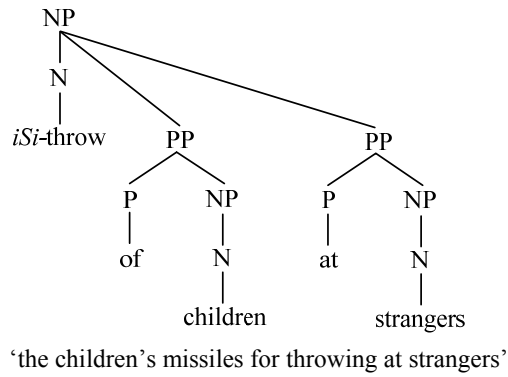 NP
N
iSi-throw PP PP
P NP P NP
of N at N
children strangers
‘the children’s missiles for throwing at strangers’